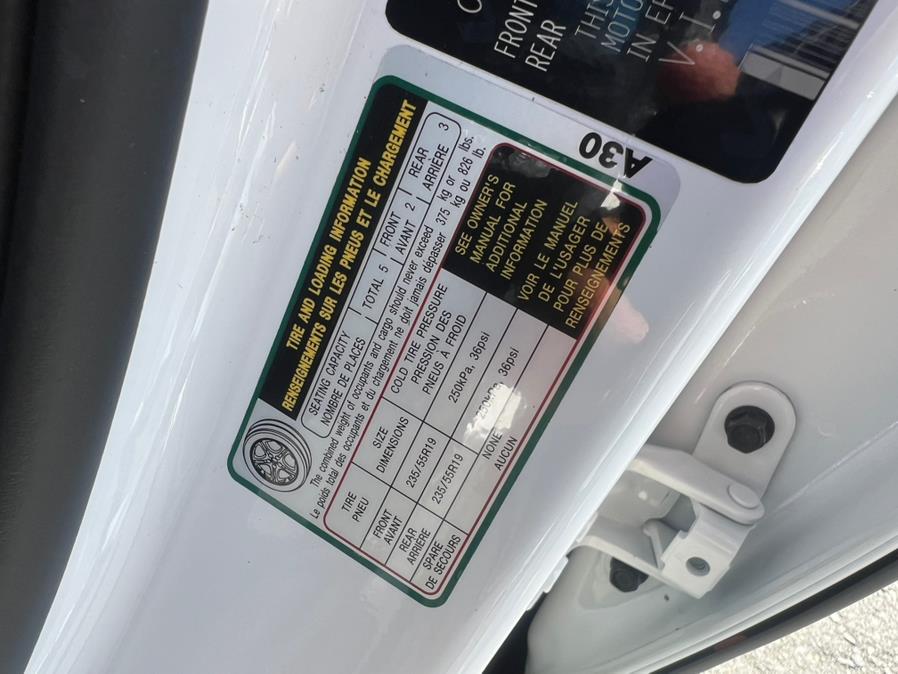 FRONT
REAR
THIS
MOTOR
IN EF
V.I.
A30
TIRE AND LOADING INFORMATION
RENSEIGNEMENTS SUR LES PNEUS ET LE CHARGEMENT
SEATING CAPACITY
NOMBRE DE PLACES
TOTAL 5
FRONT
AVANT 2
REAR
ARRIÈRE 3
The combined weight of occupants and cargo should never exceed 375 kg or 826 lbs.
Le poids total des occupants et du chargement ne doit jamais dépasser 375 kg ou 826 lb.
TIRE
PNEU
SIZE
DIMENSIONS
COLD TIRE PRESSURE
PRESSION DES
PNEUS À FROID
FRONT
AVANT
235/55R19
250kPa, 36psi
REAR
ARRIÈRE
235/55R19
250kPa, 36psi
SPARE
DE SECOURS
NONE
AUCUN
SEE OWNER'S
MANUAL FOR
ADDITIONAL
INFORMATION
VOIR LE MANUEL
DE L'USAGER
POUR PLUS DE
RENSEIGNEMENTS